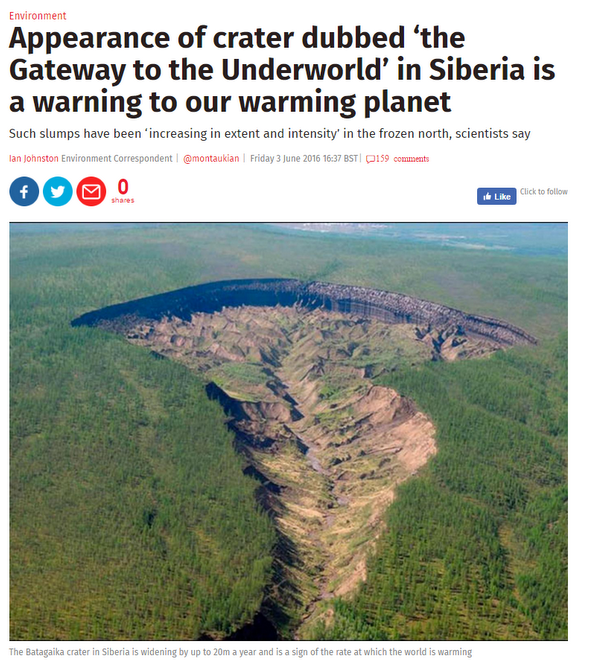 Environment
Appearance of crater dubbed ‘the
Gateway to the Underworld’ in Siberia is
a warning to our warming planet
Such slumps have been ‘increasing in extent and intensity’ in the frozen north, scientists say
Ian Johnston Environment Correspondent | @montaukian | Friday 3 June 2016 16:37 BST | 159 comments
0
shares
Like
Click to follow
The Batagaika crater in Siberia is widening by up to 20m a year and is a sign of the rate at which the world is warming